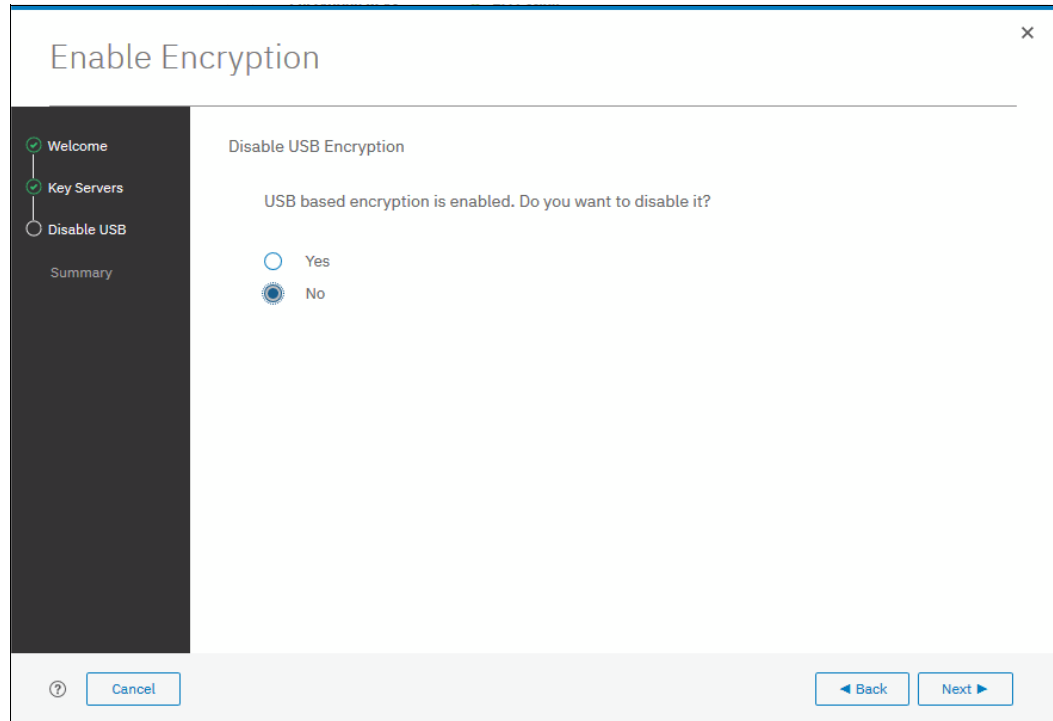 Enable Encryption
Welcome
Key Servers
Disable USB
Summary
Disable USB Encryption
USB based encryption is enabled. Do you want to disable it?
Yes
No
?
Cancel
◄ Back
Next ►